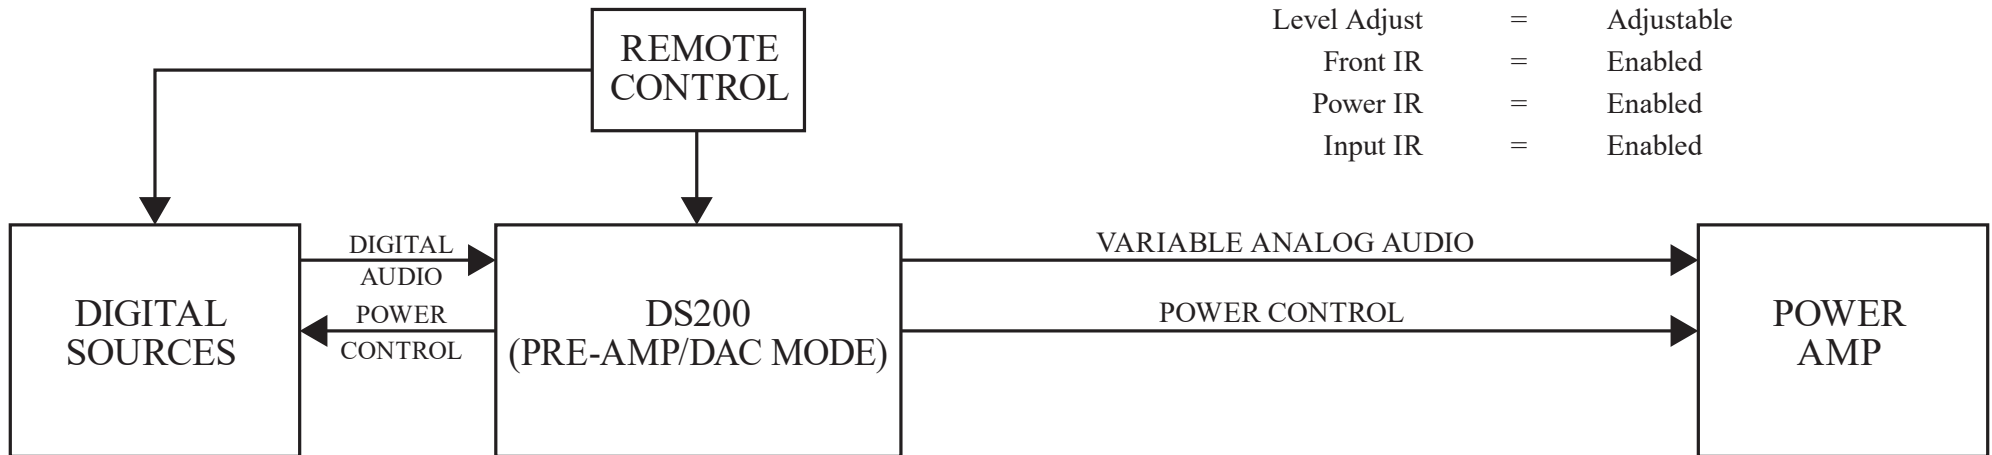 REMOTE
CONTROL
Level Adjust = Adjustable
Front IR = Enabled
Power IR = Enabled
Input IR = Enabled
DIGITAL
SOURCES
DIGITAL
AUDIO
POWER
CONTROL
DS200
(PRE-AMP/DAC MODE)
VARIABLE ANALOG AUDIO
POWER CONTROL
POWER
AMP